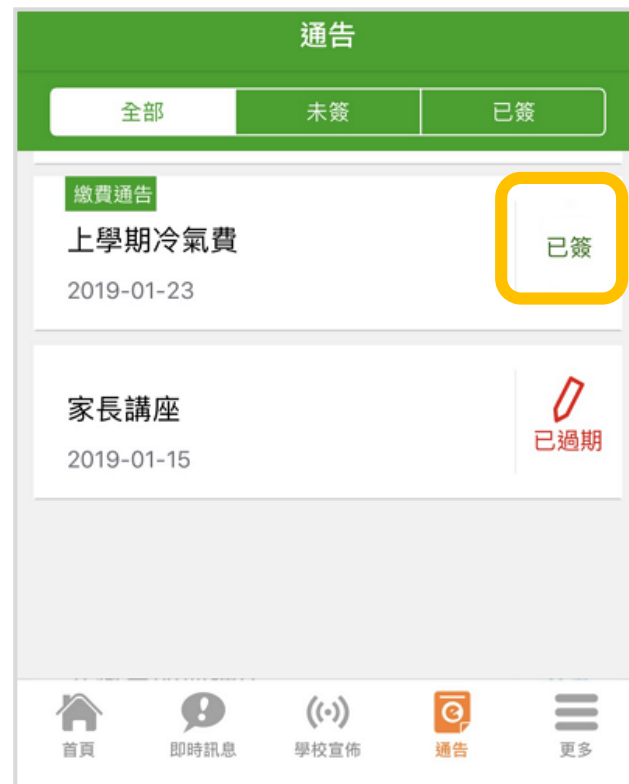 通告
全部 未簽 已簽
繳費通告
上學期冷氣費
已簽
2019-01-23
家長講座
已過期
2019-01-15
首頁 即時訊息 學校宣佈 通告 更多